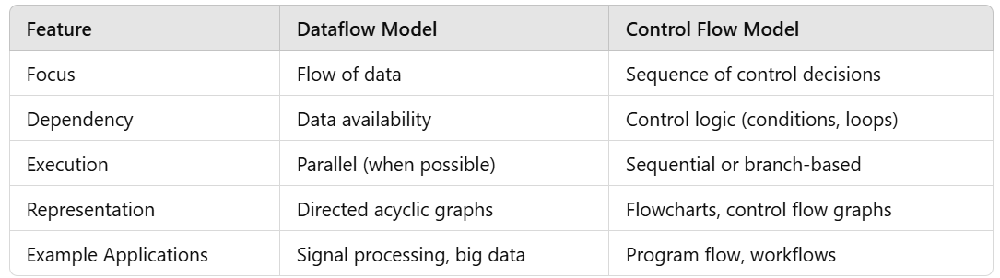 Feature Dataflow Model Control Flow Model
Focus Flow of data Sequence of control decisions
Dependency Data availability Control logic (conditions, loops)
Execution Parallel (when possible) Sequential or branch-based
Representation Directed acyclic graphs Flowcharts, control flow graphs
Example Applications Signal processing, big data Program flow, workflows